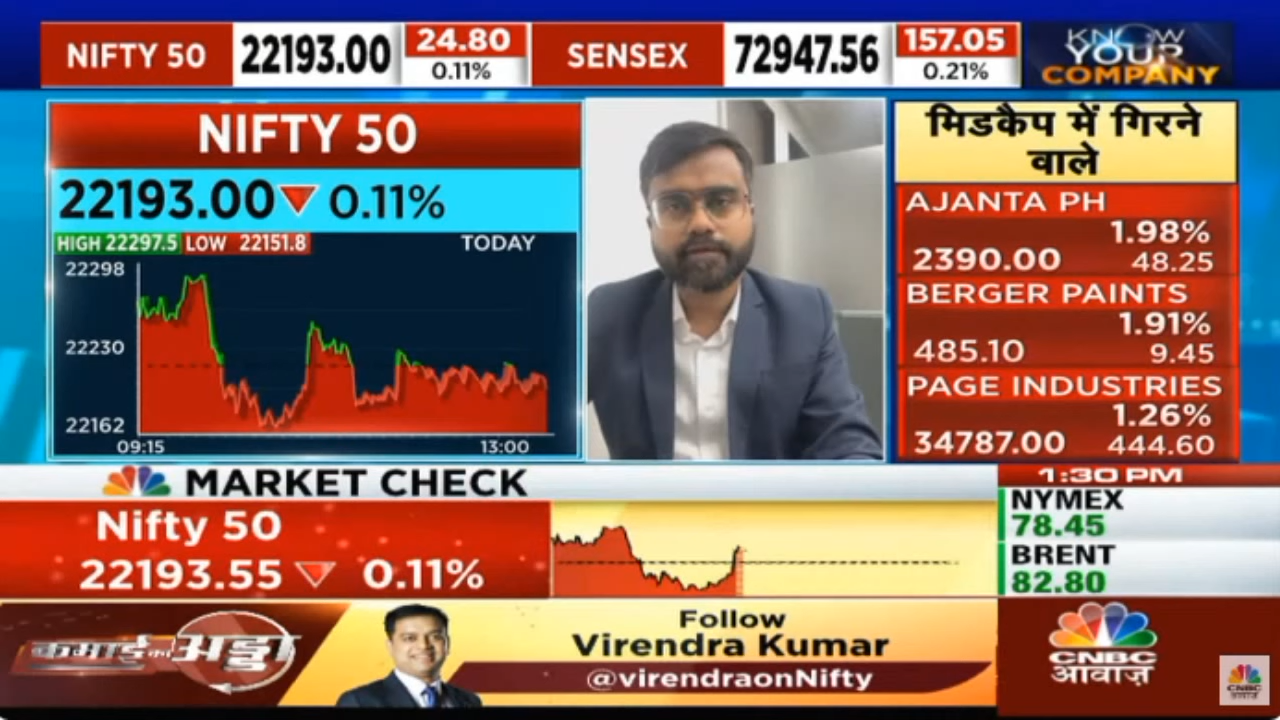 NIFTY 50 22193.00 24.80 0.11% SENSEX 72947.56 157.05 0.21% KNOW YOUR COMPANY
NIFTY 50
22193.00 0.11%
HIGH 22297.5 LOW 22151.8 TODAY
22298
22230
22162
09:15 13:00
मिडकैप में गिरने
वाले
AJANTA PH
1.98%
2390.00 48.25
BERGER PAINTS
1.91%
485.10 9.45
PAGE INDUSTRIES
1.26%
34787.00 444.60
MARKET CHECK
Nifty 50
22193.55 0.11%
1:30 PM
NYMEX
78.45
BRENT
82.80
कमाई का अड्डा
Follow
Virendra Kumar
@virendraonNifty
CNBC
आवाज़
CNBC
आवाज़